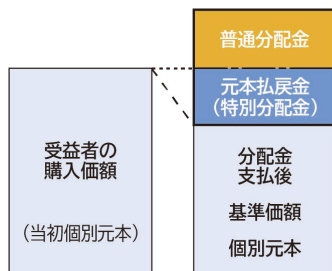 普通分配金
元本払戻金
（特別分配金）
受益者の
購入価額
（当初個別元本）
分配金
支払後
基準価額
個別元本